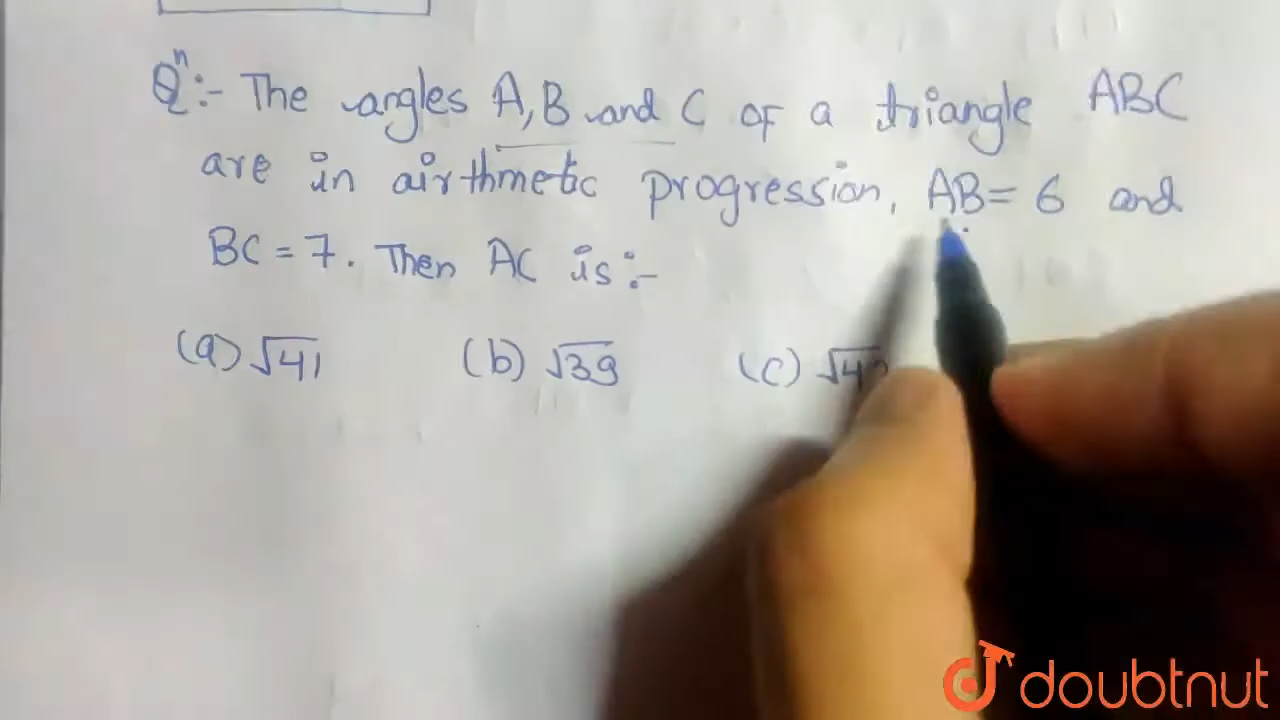 Qⁿ:- The angles A, B and C of a triangle ABC
are in airthmetic progression, AB = 6 and
BC = 7. Then AC is :-
(a) √41 (b) √39 (c)
doubtnut